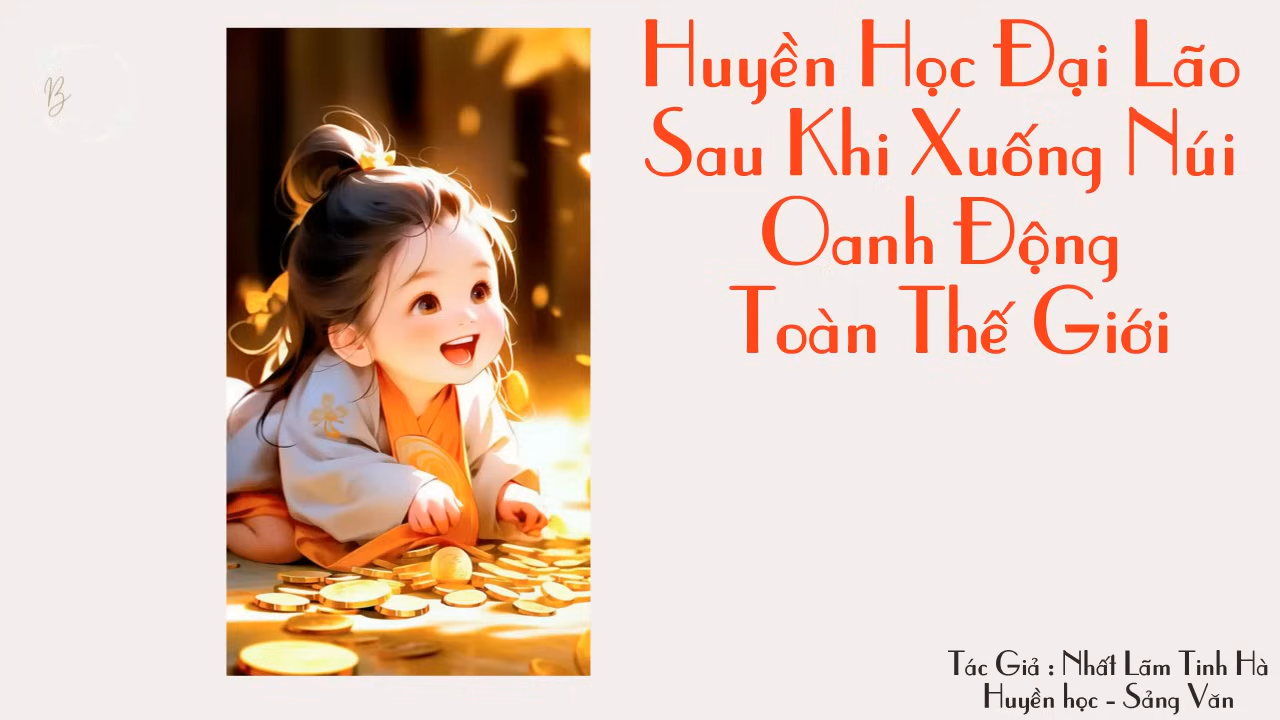 B
Huyền Học Đại Lão
Sau Khi Xuống Núi
Oanh Động
Toàn Thế Giới
Tác Giả : Nhất Lãm Tinh Hà
Huyền học - Sảng Văn